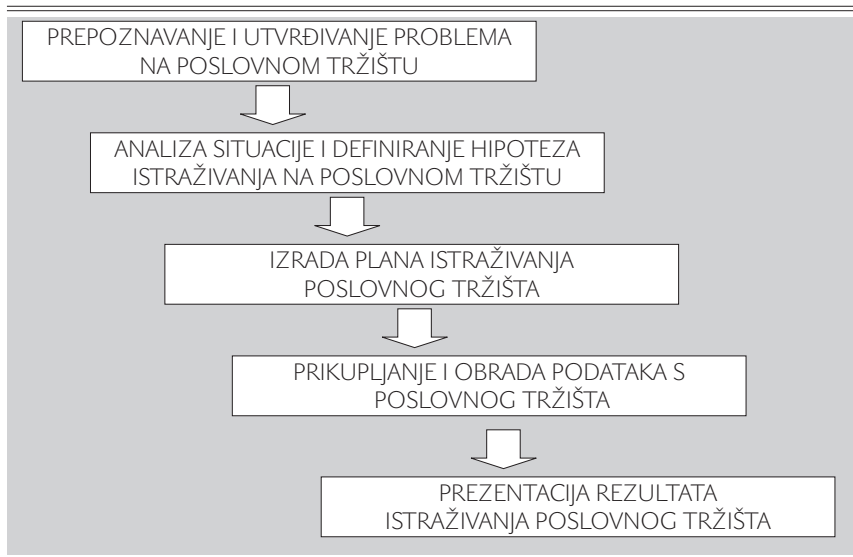 PREPOZNAVANJE I UTVRĐIVANJE PROBLEMA
NA POSLOVNOM TRŽIŠTU
ANALIZA SITUACIJE I DEFINIRANJE HIPOTEZA
ISTRAŽIVANJA NA POSLOVNOM TRŽIŠTU
IZRADA PLANA ISTRAŽIVANJA
POSLOVNOG TRŽIŠTA
PRIKUPLJANJE I OBRADA PODATAKA S
POSLOVNOG TRŽIŠTA
PREZENTACIJA REZULTATA
ISTRAŽIVANJA POSLOVNOG TRŽIŠTA